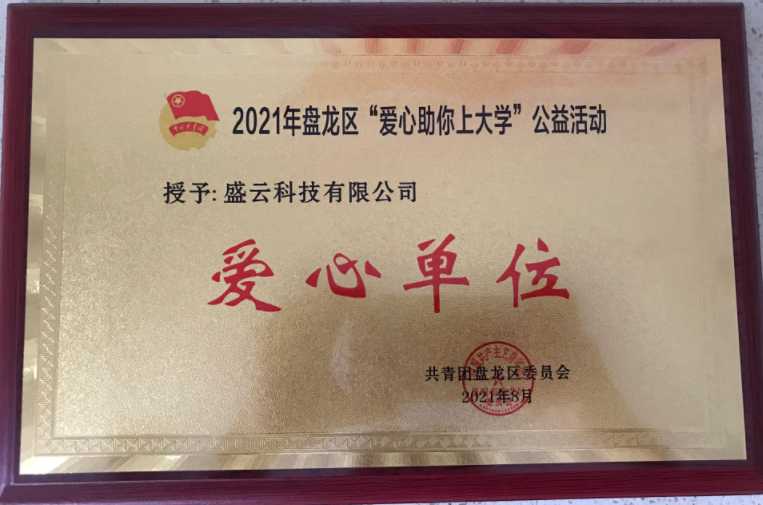 2021年盘龙区“爱心助你上大学”公益活动
授予: 盛云科技有限公司
爱心单位
共青团盘龙区委员会
2021年8月